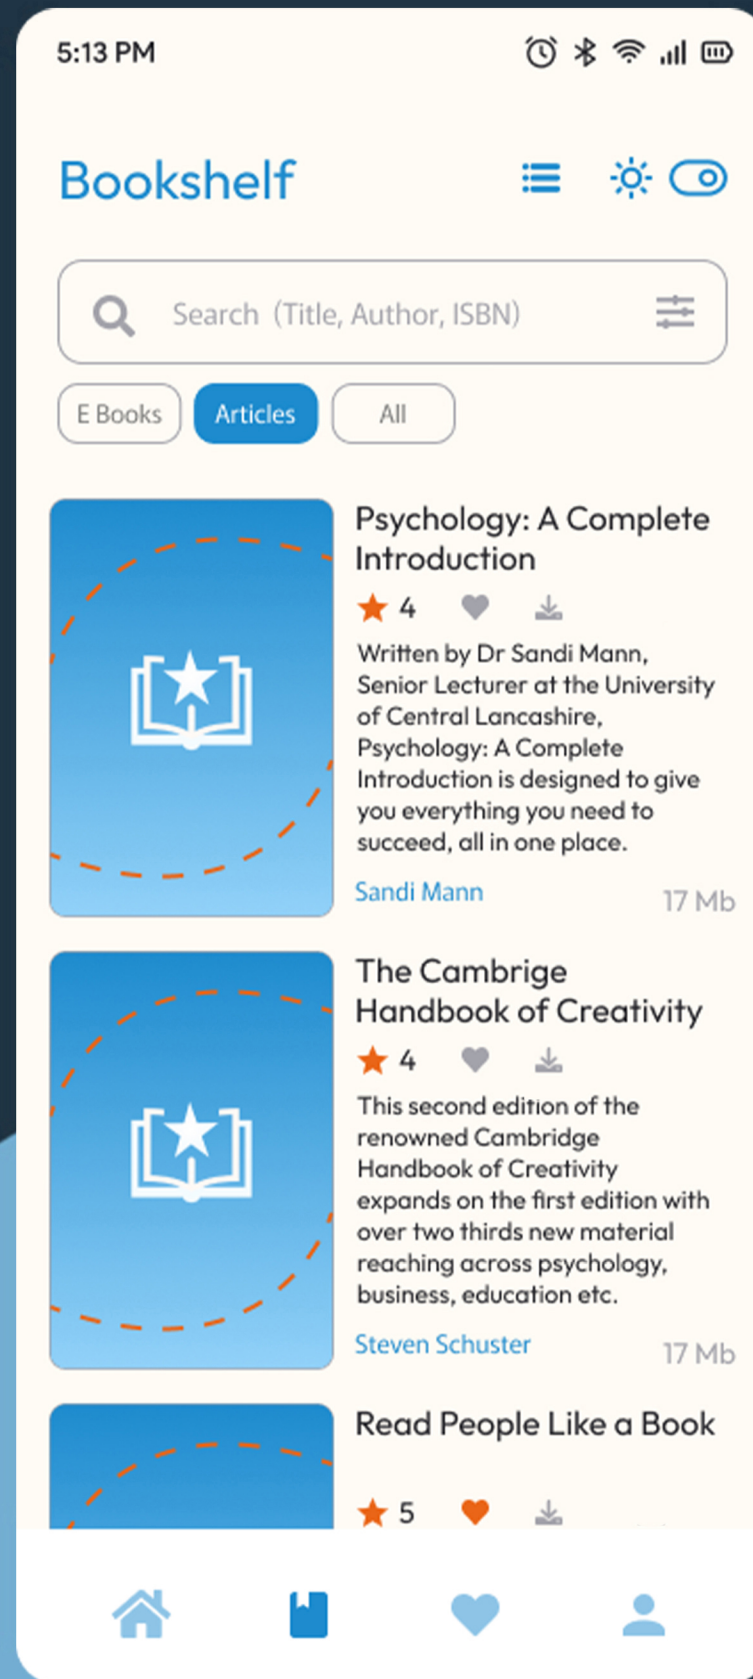 5:13 PM
Bookshelf
Search (Title, Author, ISBN)
E Books
Articles
All
Psychology: A Complete
Introduction
4
Written by Dr Sandi Mann,
Senior Lecturer at the University
of Central Lancashire,
Psychology: A Complete
Introduction is designed to give
you everything you need to
succeed, all in one place.
Sandi Mann
17 Mb
The Cambrige
Handbook of Creativity
4
This second edition of the
renowned Cambridge
Handbook of Creativity
expands on the first edition with
over two thirds new material
reaching across psychology,
business, education etc.
Steven Schuster
17 Mb
Read People Like a Book
5